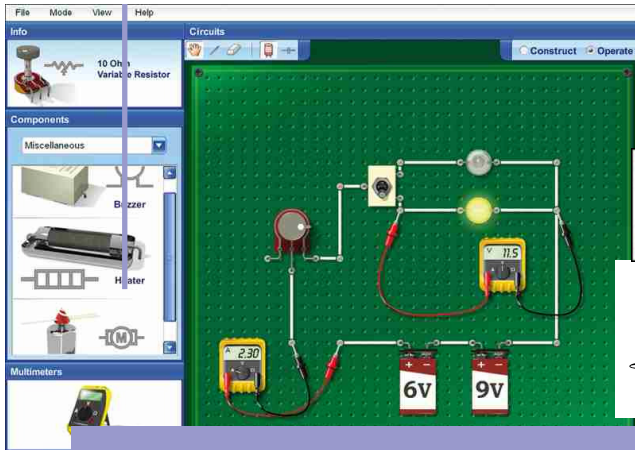 File Mode View Help
Info
Circuits
10 Ohm
Variable Resistor
Construct Operate
Components
Miscellaneous
Buzzer
Heater
M
V 11.5
A 2.30
+ - + -
6V 9V
Multimeters